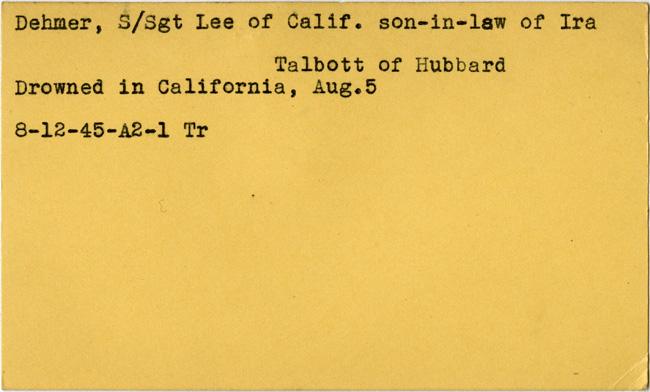 Dehmer, S/Sgt Lee of Calif. son-in-law of Ira
Talbott of Hubbard
Drowned in California, Aug.5
8-12-45-A2-1 Tr